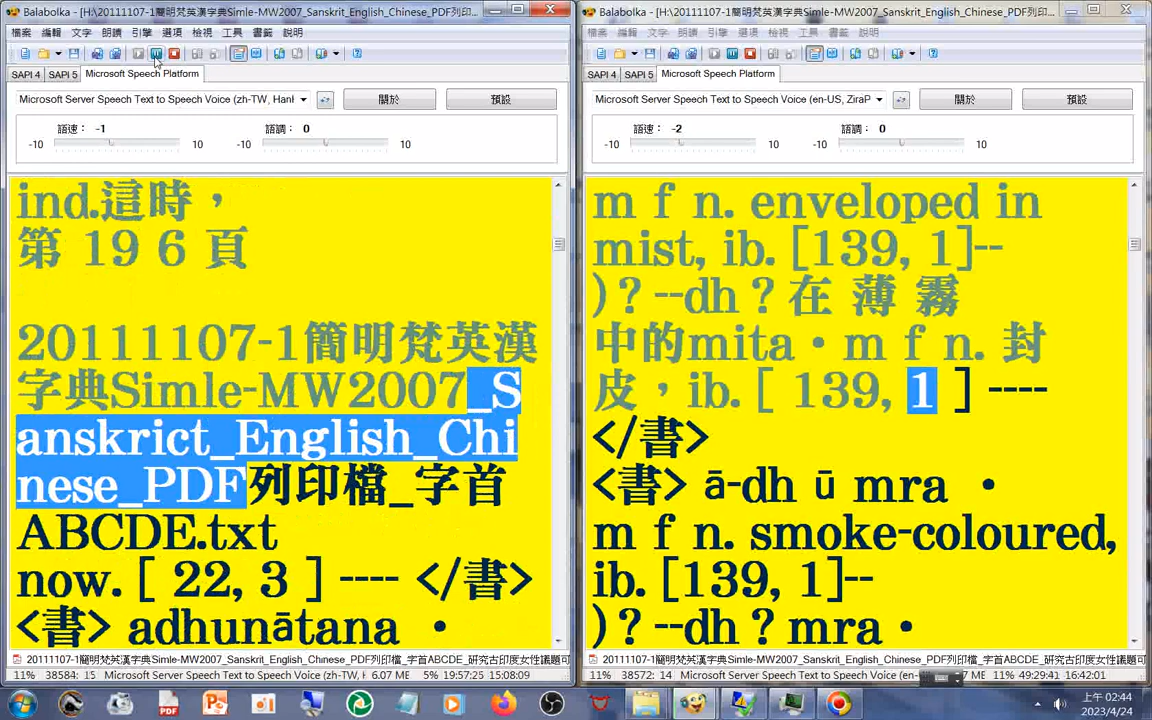 Balabolka - [H:\20111107-1簡明梵英漢字典Simle-MW2007_Sanskrit_English_Chinese_PDF列印...
檔案 編輯 文字 朗讀 引擎 選項 檢視 工具 書籤 說明
SAPI 4 SAPI 5 Microsoft Speech Platform
Microsoft Server Speech Text to Speech Voice (zh-TW, Hanl
關於 預設
語速： -1 語調： 0
-10 10 -10 10
ind.這時，
第 19 6 頁
20111107-1簡明梵英漢
字典Simle-MW2007_S
anskrict_English_Chi
nese_PDF列印檔_字首
ABCDE.txt
now. [ 22, 3 ] ---- </書>
<書> adhunātana •
20111107-1簡明梵英漢字典Simle-MW2007_Sanskrit_English_Chinese_PDF列印檔_字首ABCDE_研究古印度女性議題可
11% 38584: 15 Microsoft Server Speech Text to Speech Voice (zh-TW, H 6.07 ME 5% 19:57:25 15:08:09
Balabolka - [H:\20111107-1簡明梵英漢字典Simle-MW2007_Sanskrit_English_Chinese_PDF列印...
檔案 編輯 文字 朗讀 引擎 選項 檢視 工具 書籤 說明
SAPI 4 SAPI 5 Microsoft Speech Platform
Microsoft Server Speech Text to Speech Voice (en-US, ZiraP
關於 預設
語速： -2 語調： 0
-10 10 -10 10
m f n. enveloped in
mist, ib. [139, 1]--
)？--dh？在 薄 霧
中的mita•m f n. 封
皮，ib. [ 139, 1 ] ----
</書>
<書> ā-dh ū mra •
m f n. smoke-coloured,
ib. [139, 1]--
)？--dh？mra•
20111107-1簡明梵英漢字典Simle-MW2007_Sanskrit_English_Chinese_PDF列印檔_字首ABCDE_研究古印度女性議題可
11% 38572: 14 Microsoft Server Speech Text to Speech Voice (en-U 7 ME 11% 49:29:41 16:42:01
上午 02:44
2023/4/24